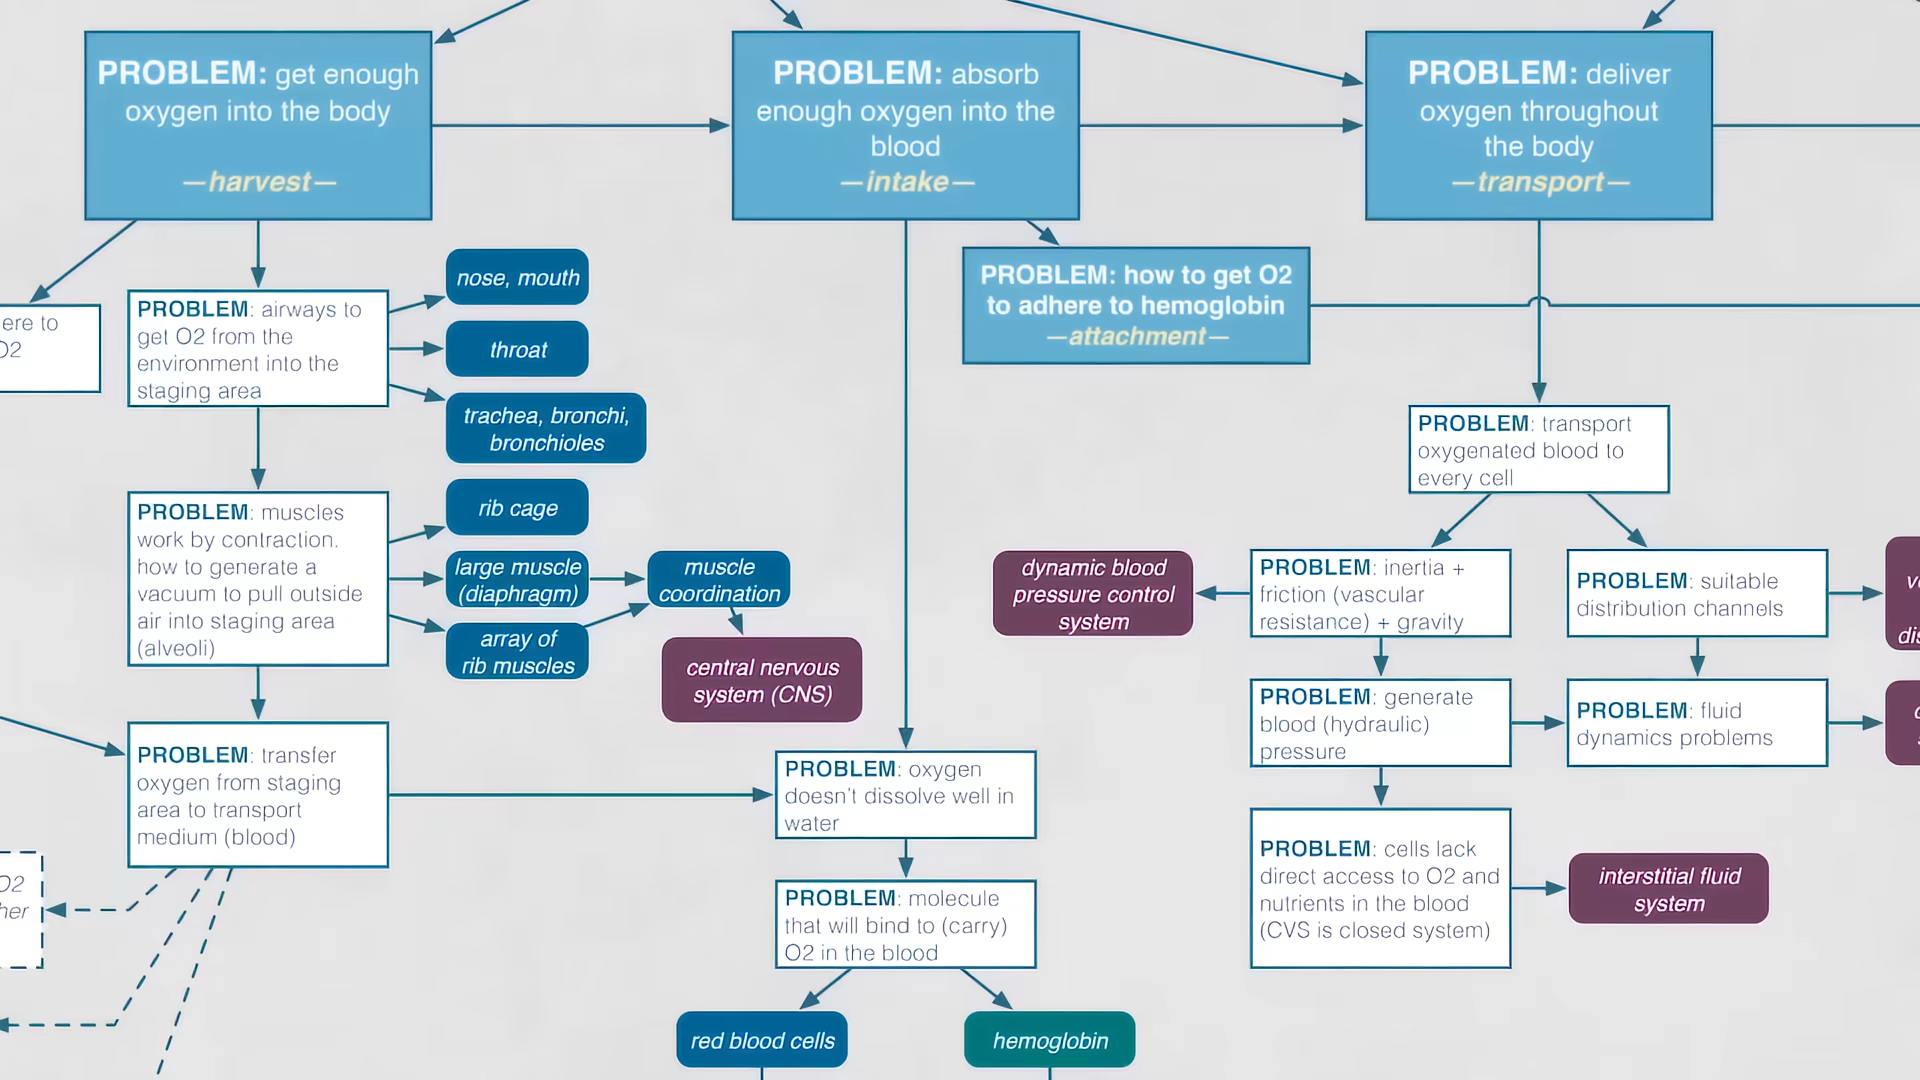 PROBLEM: get enough
oxygen into the body
—harvest—
PROBLEM: absorb
enough oxygen into the
blood
—intake—
PROBLEM: deliver
oxygen throughout
the body
—transport—
PROBLEM: how to get O2
to adhere to hemoglobin
—attachment—
ere to
O2
PROBLEM: airways to
get O2 from the
environment into the
staging area
nose, mouth
throat
trachea, bronchi,
bronchioles
PROBLEM: muscles
work by contraction.
how to generate a
vacuum to pull outside
air into staging area
(alveoli)
rib cage
large muscle
(diaphragm)
array of
rib muscles
muscle
coordination
central nervous
system (CNS)
PROBLEM: transfer
oxygen from staging
area to transport
medium (blood)
O2
her
PROBLEM: oxygen
doesn't dissolve well in
water
PROBLEM: molecule
that will bind to (carry)
O2 in the blood
red blood cells
hemoglobin
PROBLEM: transport
oxygenated blood to
every cell
dynamic blood
pressure control
system
PROBLEM: inertia +
friction (vascular
resistance) + gravity
PROBLEM: suitable
distribution channels
dis
PROBLEM: generate
blood (hydraulic)
pressure
PROBLEM: fluid
dynamics problems
PROBLEM: cells lack
direct access to O2 and
nutrients in the blood
(CVS is closed system)
interstitial fluid
system